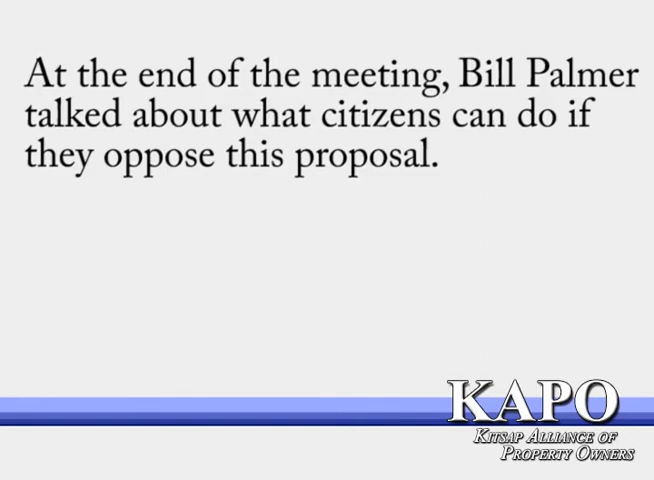 At the end of the meeting, Bill Palmer
talked about what citizens can do if
they oppose this proposal.
KAPO
KITSAP ALLIANCE OF
PROPERTY OWNERS